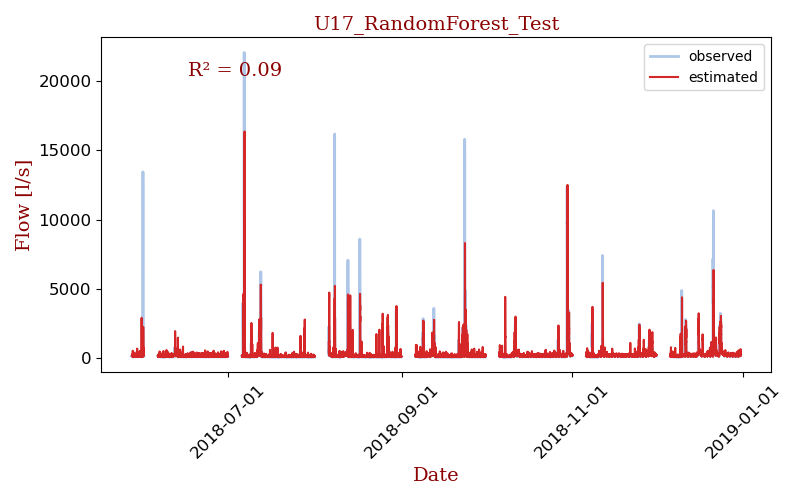 U17_RandomForest_Test
R² = 0.09
observed
estimated
Flow [l/s]
20000
15000
10000
5000
0
2018-07-01
2018-09-01
2018-11-01
2019-01-01
Date